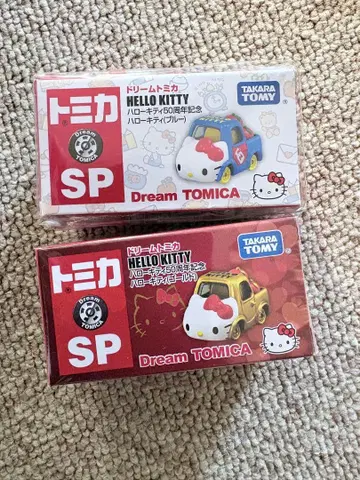 トミカ
Dream
TOMICA
SP
ドリームトミカ
HELLO KITTY
ハローキティ50周年記念
ハローキティ(ブルー)
TAKARA
TOMY
Dream TOMICA
トミカ
Dream
TOMICA
SP
ドリームトミカ
HELLO KITTY
ハローキティ50周年記念
ハローキティ(ゴールド)
TAKARA
TOMY
Dream TOMICA